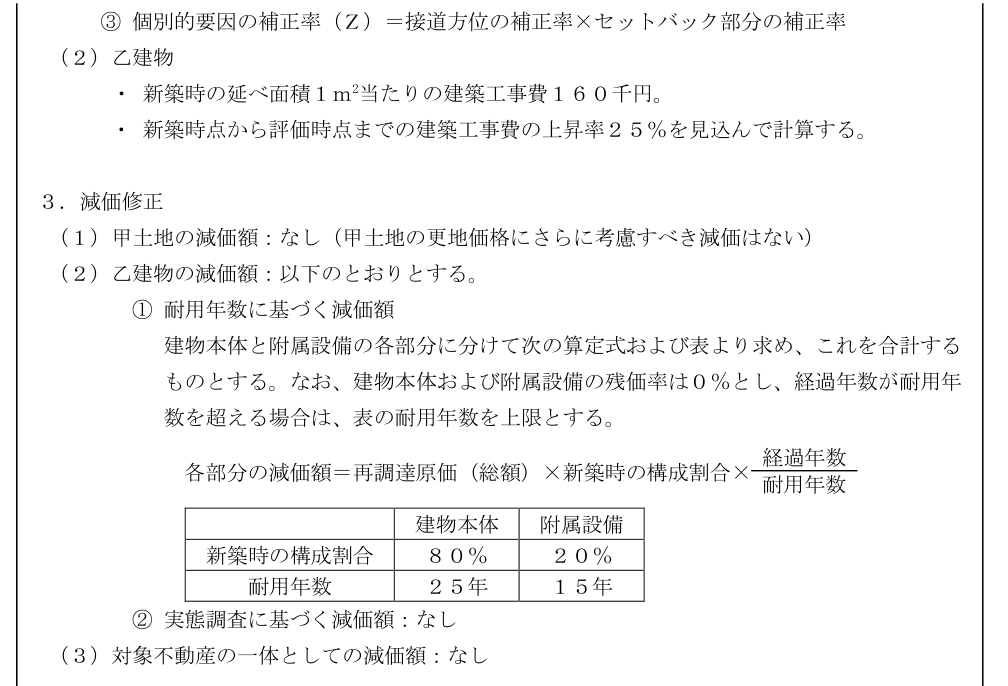 ③ 個別的要因の補正率（Ｚ）＝接道方位の補正率×セットバック部分の補正率
（２）乙建物
・ 新築時の延べ面積１ｍ²当たりの建築工事費１６０千円。
・ 新築時点から評価時点までの建築工事費の上昇率２５％を見込んで計算する。
３．減価修正
（１）甲土地の減価額：なし（甲土地の更地価格にさらに考慮すべき減価はない）
（２）乙建物の減価額：以下のとおりとする。
① 耐用年数に基づく減価額
建物本体と附属設備の各部分に分けて次の算定式および表より求め、これを合計する
ものとする。なお、建物本体および附属設備の残価率は０％とし、経過年数が耐用年
数を超える場合は、表の耐用年数を上限とする。
各部分の減価額＝再調達原価（総額）×新築時の構成割合×経過年数
耐用年数
建物本体 附属設備
新築時の構成割合 ８０％ ２０％
耐用年数 ２５年 １５年
② 実態調査に基づく減価額：なし
（３）対象不動産の一体としての減価額：なし